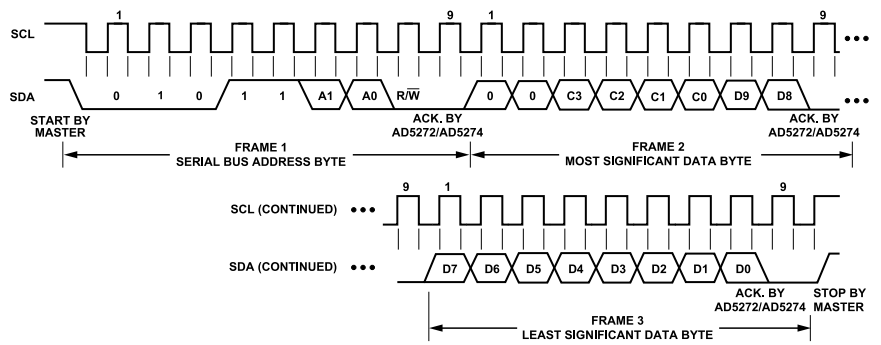 1 9 1 9
SCL •••
SDA 0 1 0 1 1 A1 A0 R/W̅ 0 0 C3 C2 C1 C0 D9 D8 •••
START BY MASTER
ACK. BY AD5272/AD5274
ACK. BY AD5272/AD5274
FRAME 1
SERIAL BUS ADDRESS BYTE
FRAME 2
MOST SIGNIFICANT DATA BYTE
9 1 9
SCL (CONTINUED) •••
SDA (CONTINUED) ••• D7 D6 D5 D4 D3 D2 D1 D0
ACK. BY AD5272/AD5274
STOP BY MASTER
FRAME 3
LEAST SIGNIFICANT DATA BYTE